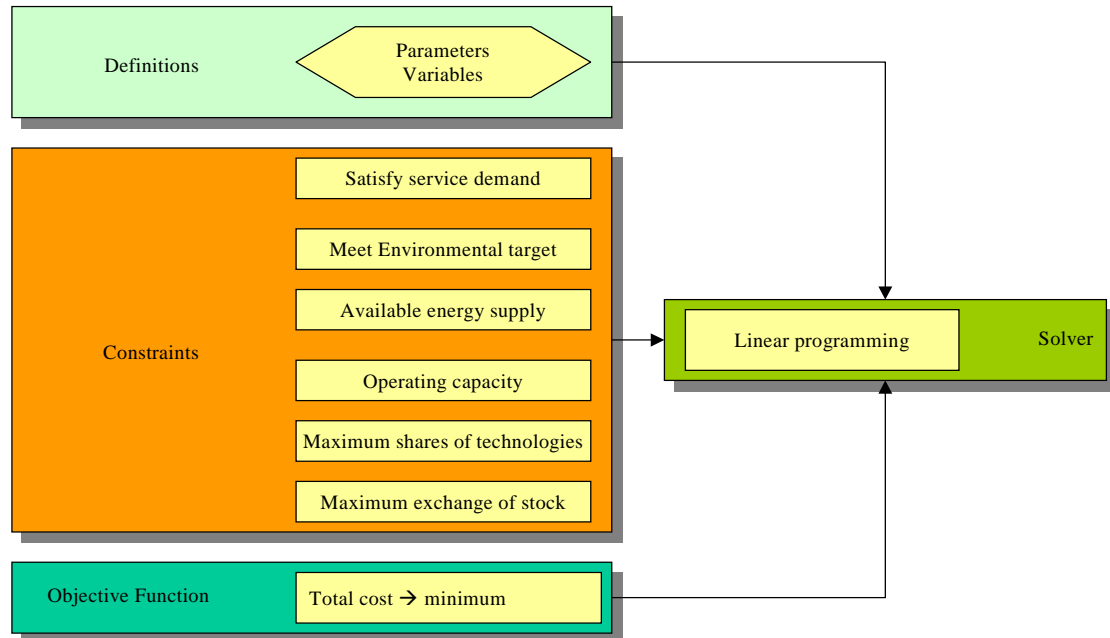 Definitions
Parameters
Variables
Constraints
Satisfy service demand
Meet Environmental target
Available energy supply
Operating capacity
Maximum shares of technologies
Maximum exchange of stock
Linear programming
Solver
Objective Function
Total cost → minimum